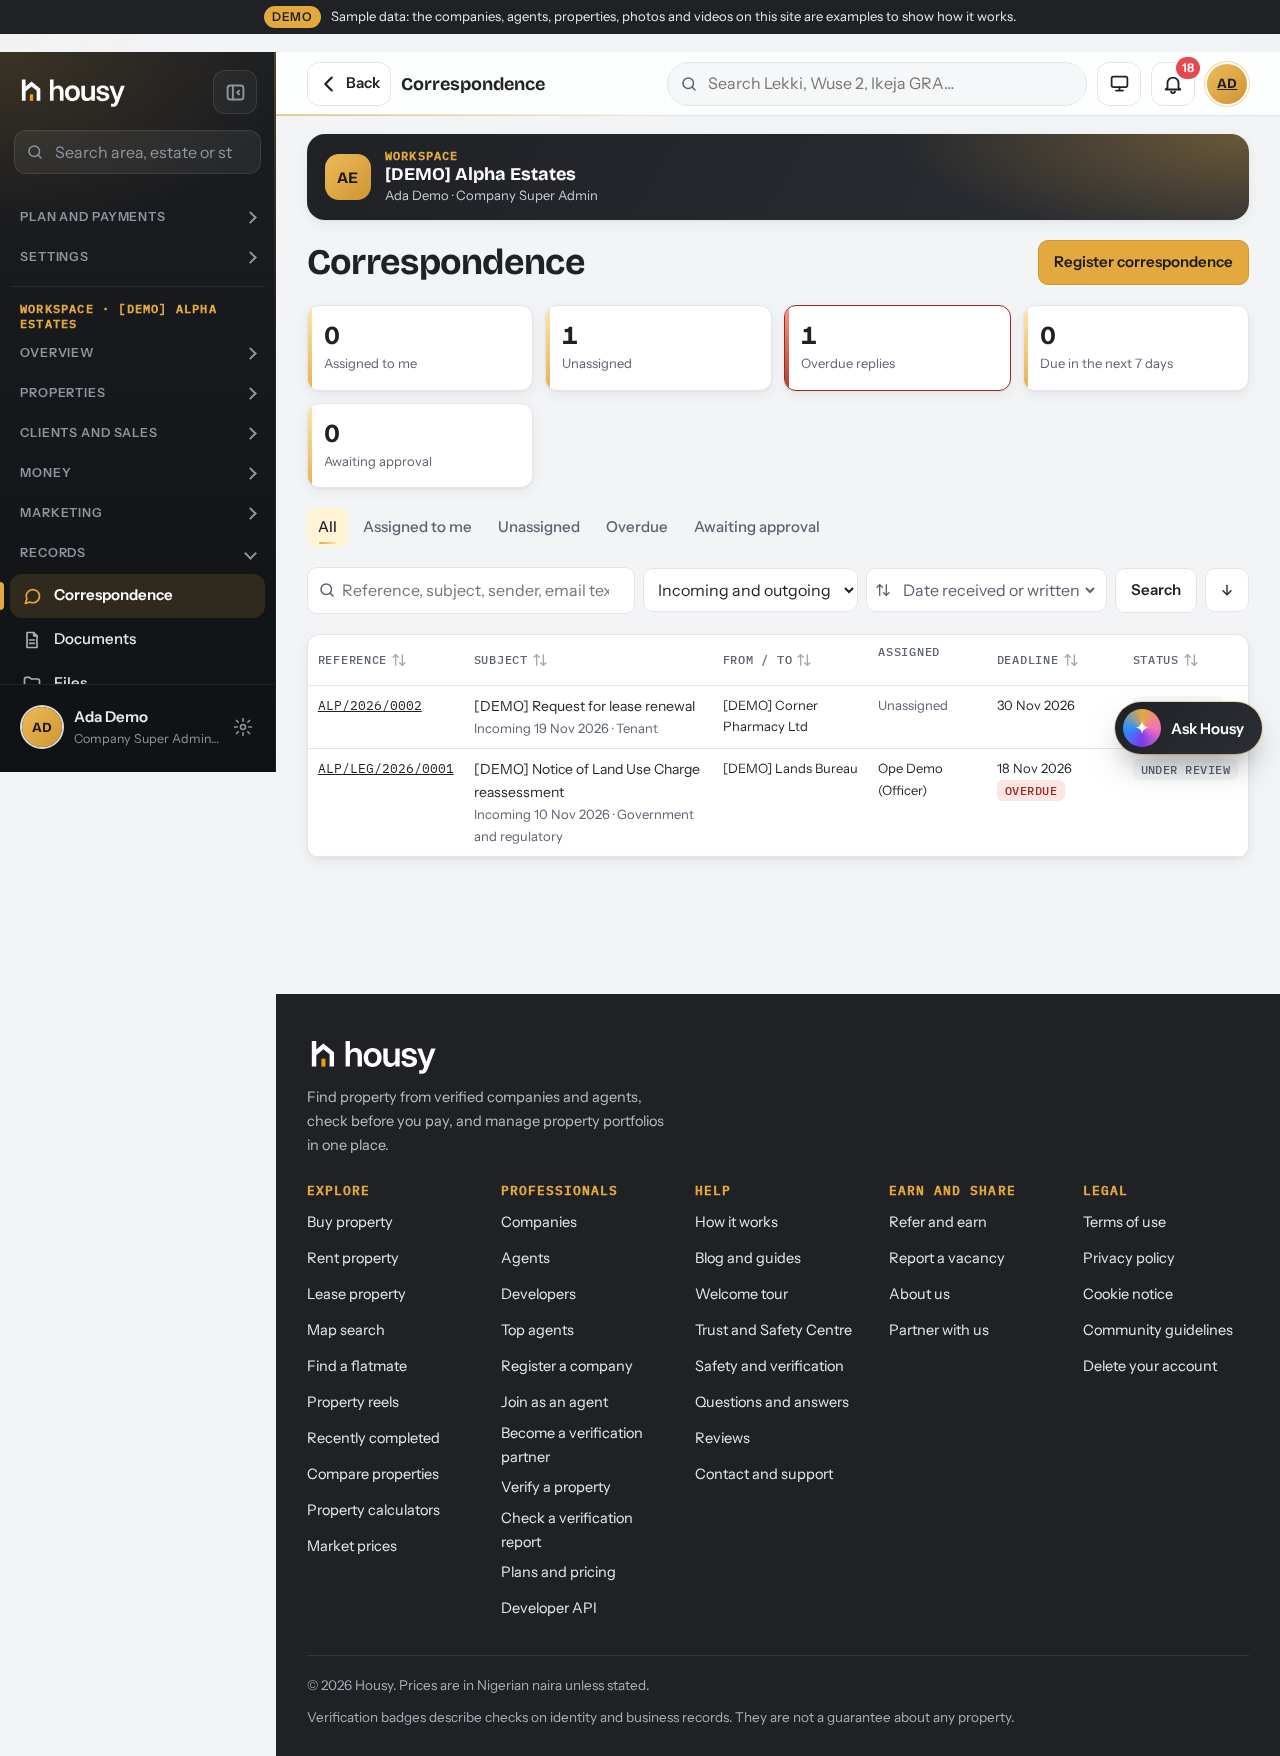 DEMO Sample data: the companies, agents, properties, photos and videos on this site are examples to show how it works.
housy
Search area, estate or st
PLAN AND PAYMENTS
SETTINGS
WORKSPACE · [DEMO] ALPHA
ESTATES
OVERVIEW
PROPERTIES
CLIENTS AND SALES
MONEY
MARKETING
RECORDS
Correspondence
Documents
Files
AD
Ada Demo
Company Super Admin...
Back
Correspondence
Search Lekki, Wuse 2, Ikeja GRA...
18
AD
AE
WORKSPACE
[DEMO] Alpha Estates
Ada Demo · Company Super Admin
Correspondence
Register correspondence
0
Assigned to me
1
Unassigned
1
Overdue replies
0
Due in the next 7 days
0
Awaiting approval
All Assigned to me Unassigned Overdue Awaiting approval
Reference, subject, sender, email tex
Incoming and outgoing
Date received or written
Search
REFERENCE SUBJECT FROM / TO ASSIGNED DEADLINE STATUS
ALP/2026/0002
[DEMO] Request for lease renewal
Incoming 19 Nov 2026 · Tenant
[DEMO] Corner
Pharmacy Ltd
Unassigned
30 Nov 2026
Ask Housy
ALP/LEG/2026/0001
[DEMO] Notice of Land Use Charge
reassessment
Incoming 10 Nov 2026 · Government
and regulatory
[DEMO] Lands Bureau
Ope Demo
(Officer)
18 Nov 2026
OVERDUE
UNDER REVIEW
housy
Find property from verified companies and agents,
check before you pay, and manage property portfolios
in one place.
EXPLORE
Buy property
Rent property
Lease property
Map search
Find a flatmate
Property reels
Recently completed
Compare properties
Property calculators
Market prices
PROFESSIONALS
Companies
Agents
Developers
Top agents
Register a company
Join as an agent
Become a verification
partner
Verify a property
Check a verification
report
Plans and pricing
Developer API
HELP
How it works
Blog and guides
Welcome tour
Trust and Safety Centre
Safety and verification
Questions and answers
Reviews
Contact and support
EARN AND SHARE
Refer and earn
Report a vacancy
About us
Partner with us
LEGAL
Terms of use
Privacy policy
Cookie notice
Community guidelines
Delete your account
© 2026 Housy. Prices are in Nigerian naira unless stated.
Verification badges describe checks on identity and business records. They are not a guarantee about any property.